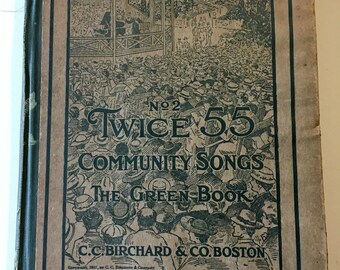 No2
TWICE 55
COMMUNITY SONGS
THE GREEN BOOK
C.C. BIRCHARD & CO. BOSTON